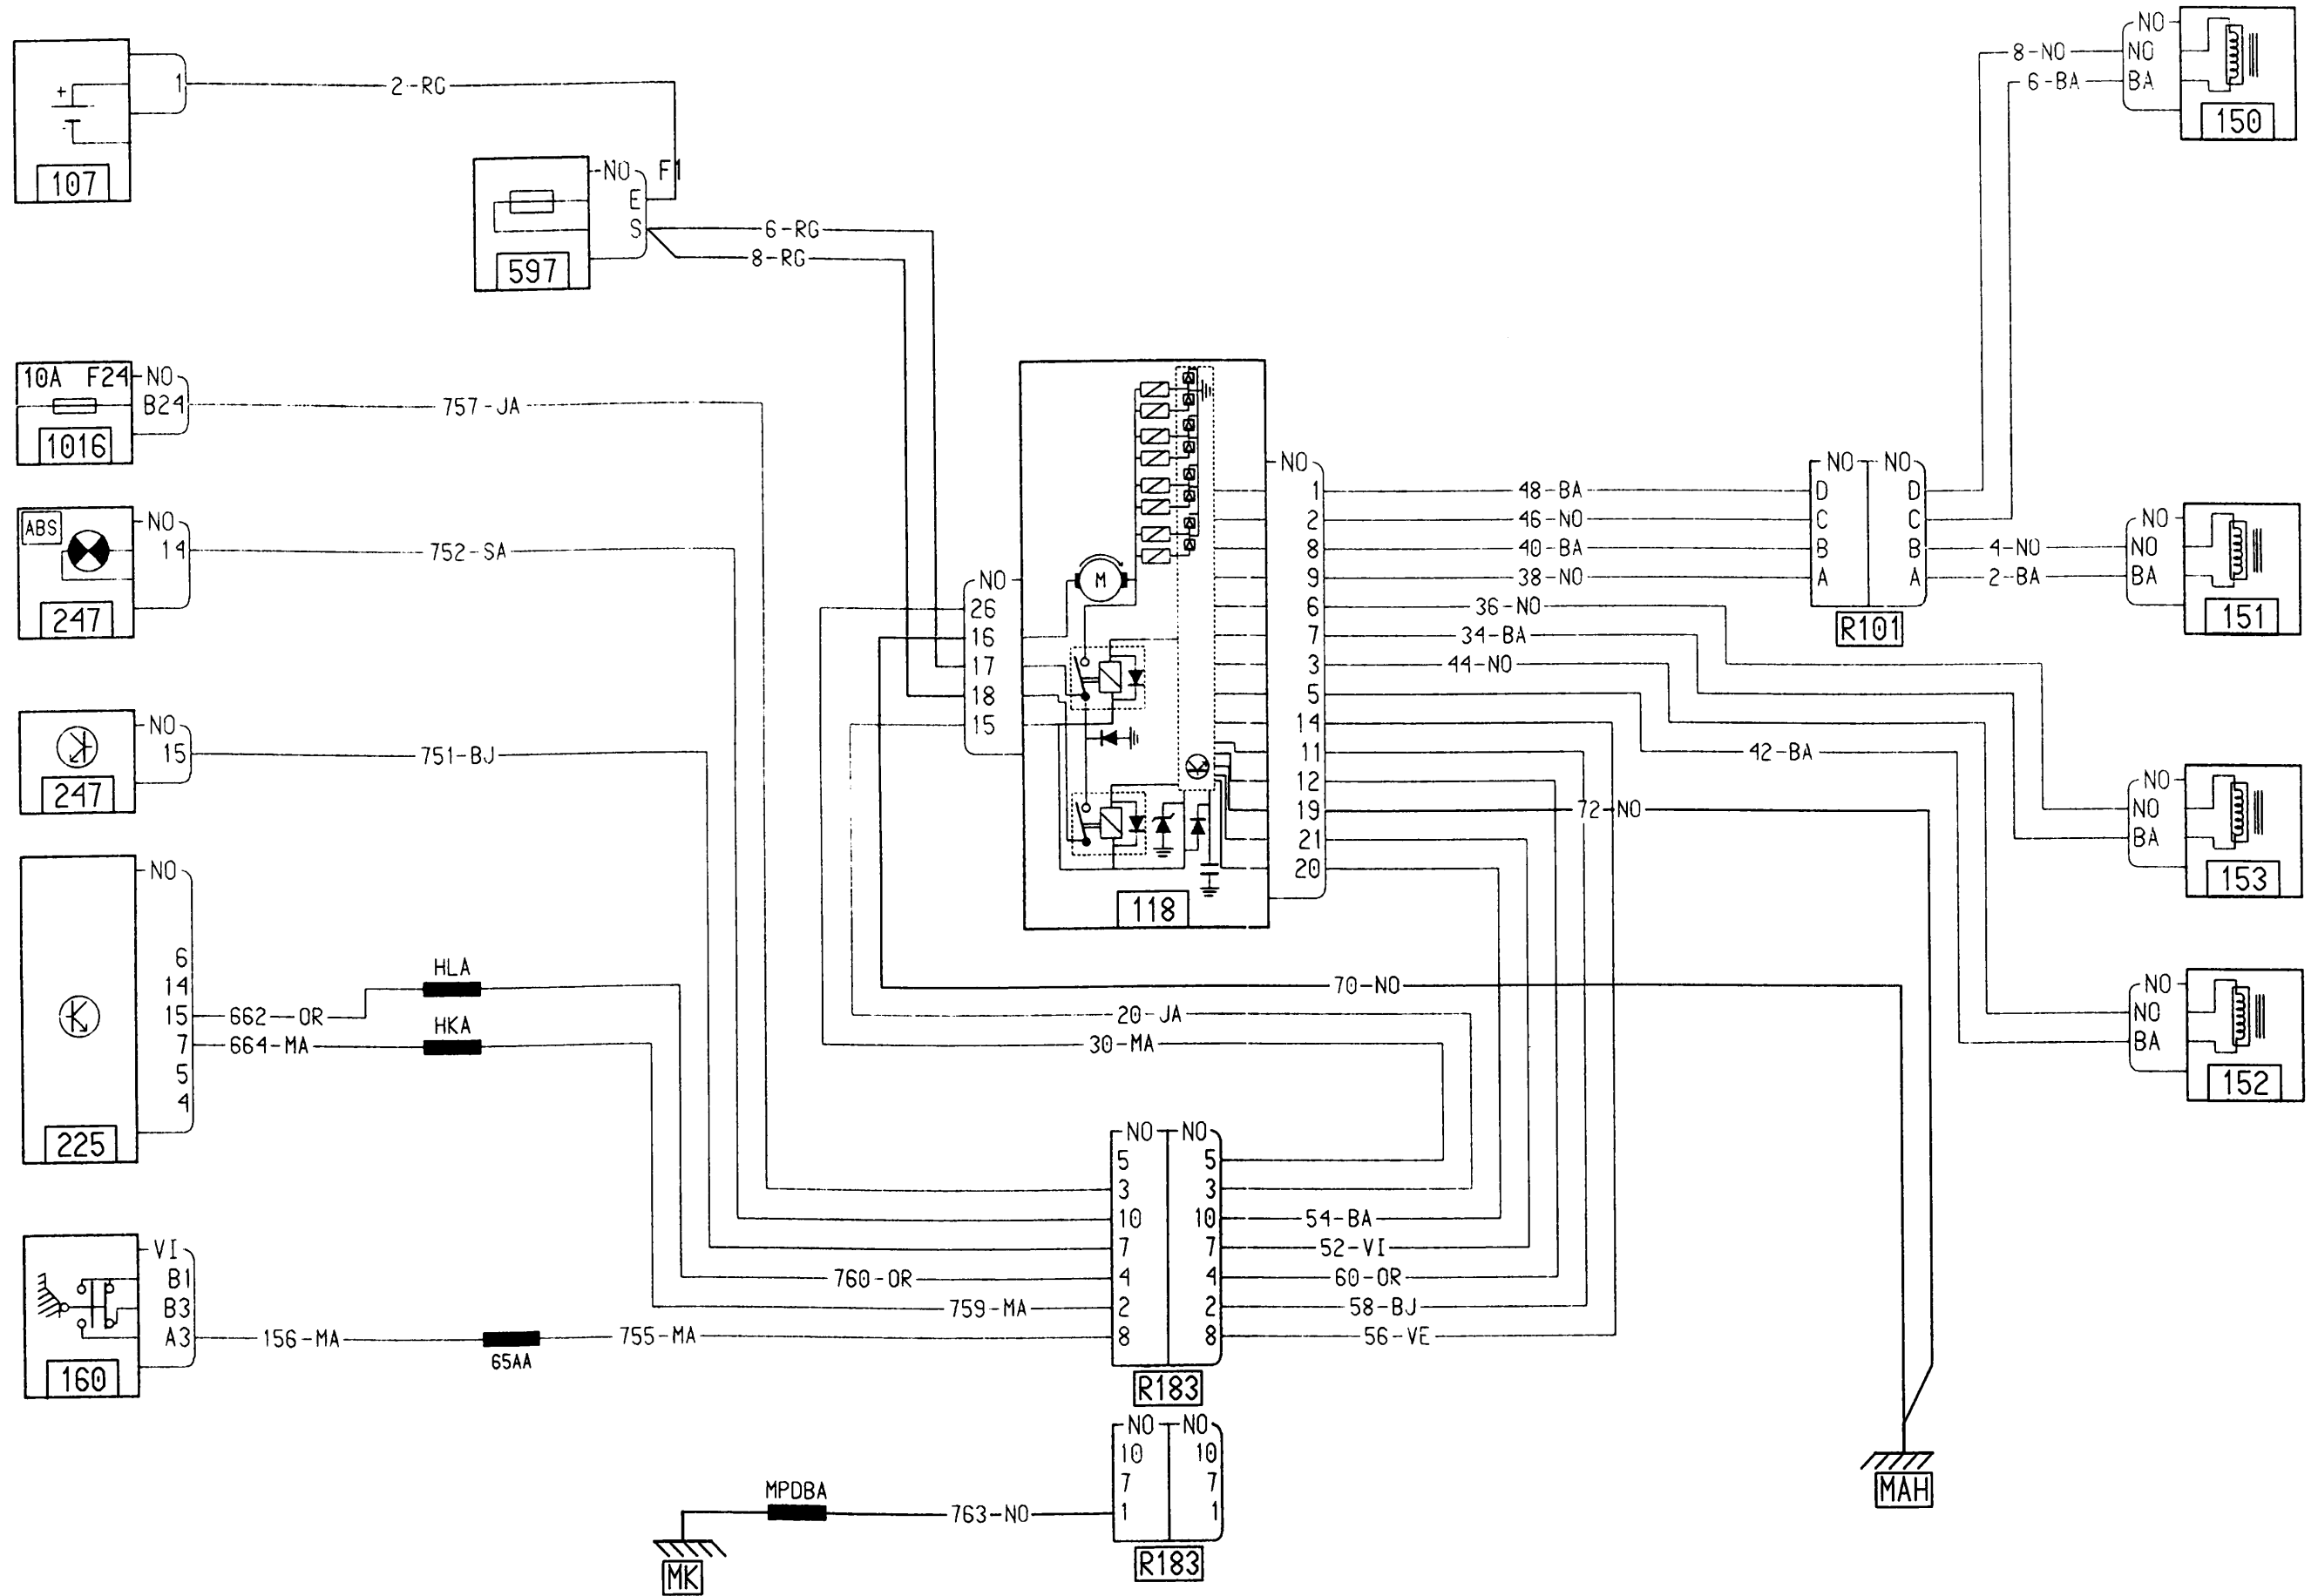 1
2-RG
107
NO F1
E
S
597
6-RG
8-RG
10A F24 NO
B24
1016
757-JA
ABS
NO
14
247
752-SA
NO
15
247
751-BJ
NO
6
14
15
7
5
4
225
662-OR
HLA
664-MA
HKA
VI
B1
B3
A3
160
156-MA
65AA
755-MA
760-OR
759-MA
NO
26
16
17
18
15
M
118
NO
1
2
8
9
6
7
3
5
14
11
12
19
21
20
48-BA
46-NO
40-BA
38-NO
36-NO
34-BA
44-NO
42-BA
72-NO
70-NO
20-JA
30-MA
NO NO
D D
C C
B B
A A
R101
8-NO
6-BA
NO
NO
BA
150
4-NO
2-BA
NO
NO
BA
151
NO
NO
BA
153
NO
NO
BA
152
NO NO
5 5
3 3
10 10
7 7
4 4
2 2
8 8
R183
54-BA
52-VI
60-OR
58-BJ
56-VE
NO NO
10 10
7 7
1 1
R183
MPDBA
763-NO
MK
MAH